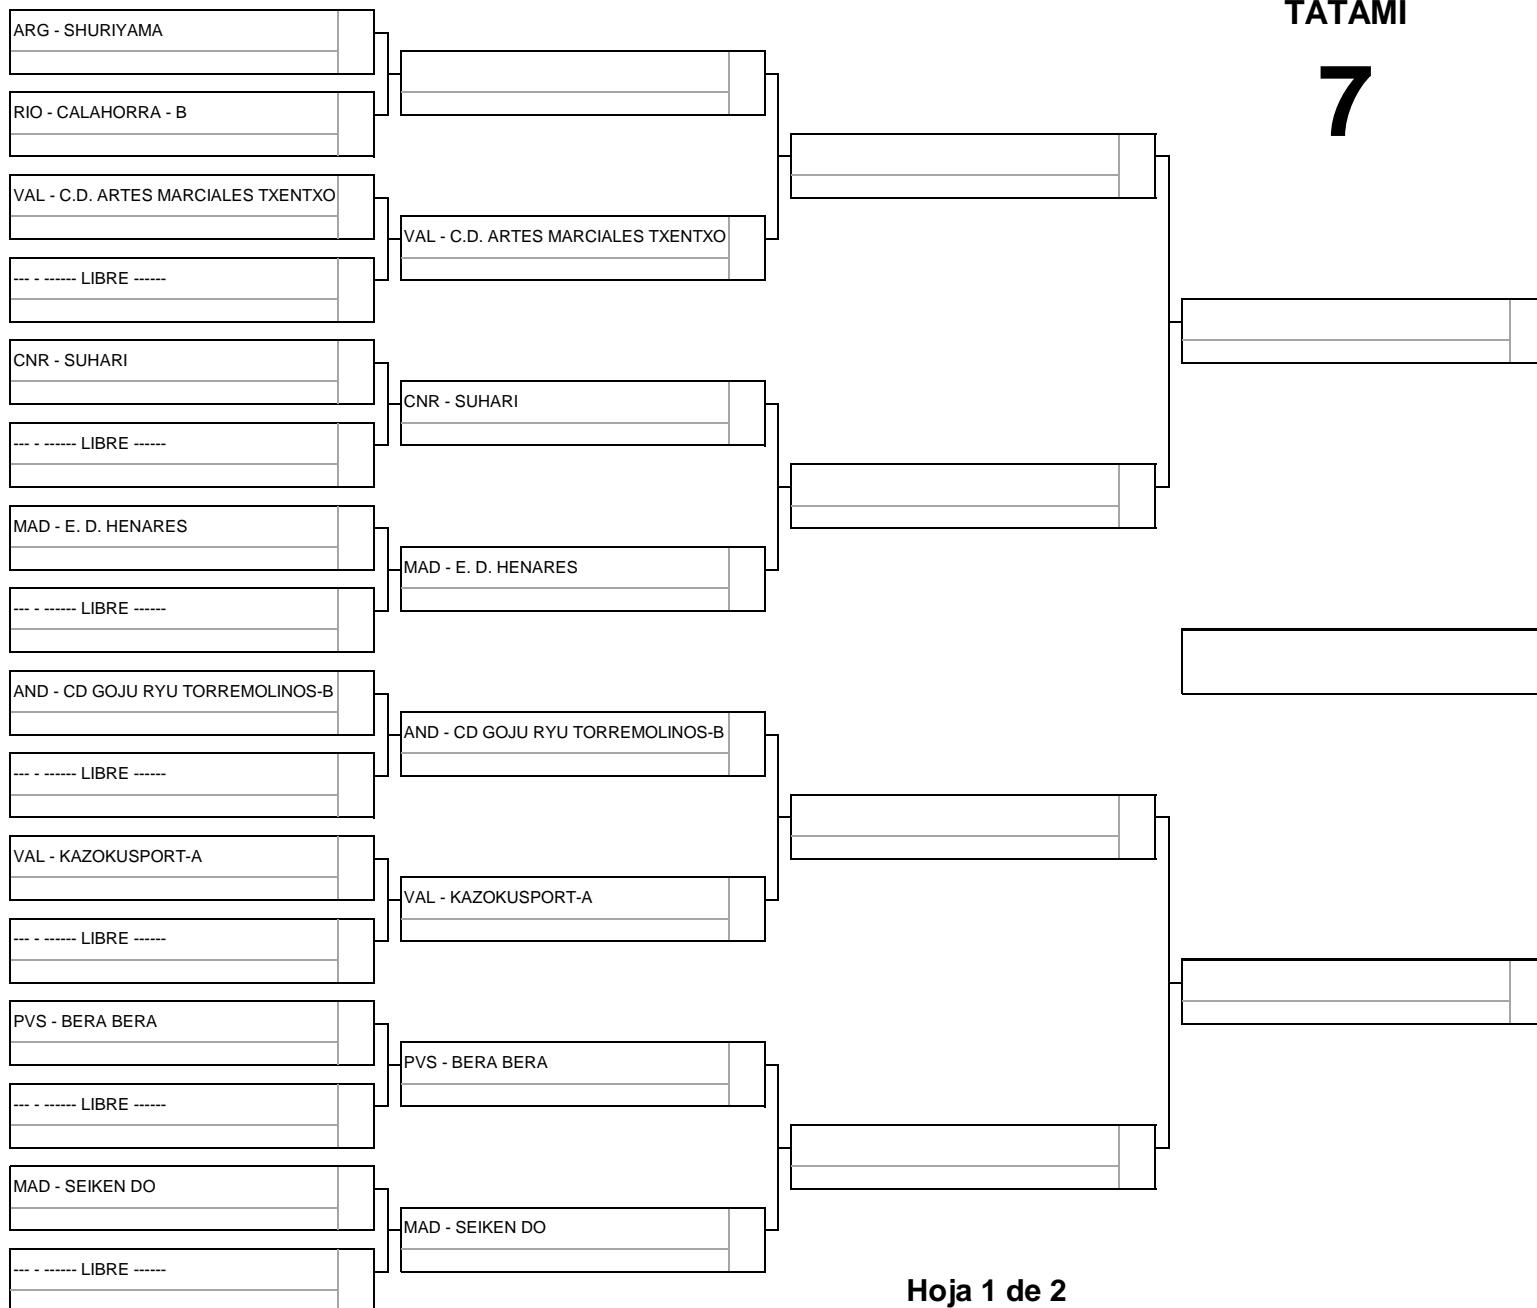 TATAMI
7
ARG - SHURIYAMA
RIO - CALAHORRA - B
VAL - C.D. ARTES MARCIALES TXENTXO
--- - ------ LIBRE ------
CNR - SUHARI
--- - ------ LIBRE ------
MAD - E. D. HENARES
--- - ------ LIBRE ------
AND - CD GOJU RYU TORREMOLINOS-B
--- - ------ LIBRE ------
VAL - KAZOKUSPORT-A
--- - ------ LIBRE ------
PVS - BERA BERA
--- - ------ LIBRE ------
MAD - SEIKEN DO
--- - ------ LIBRE ------
VAL - C.D. ARTES MARCIALES TXENTXO
CNR - SUHARI
MAD - E. D. HENARES
AND - CD GOJU RYU TORREMOLINOS-B
VAL - KAZOKUSPORT-A
PVS - BERA BERA
MAD - SEIKEN DO
Hoja 1 de 2